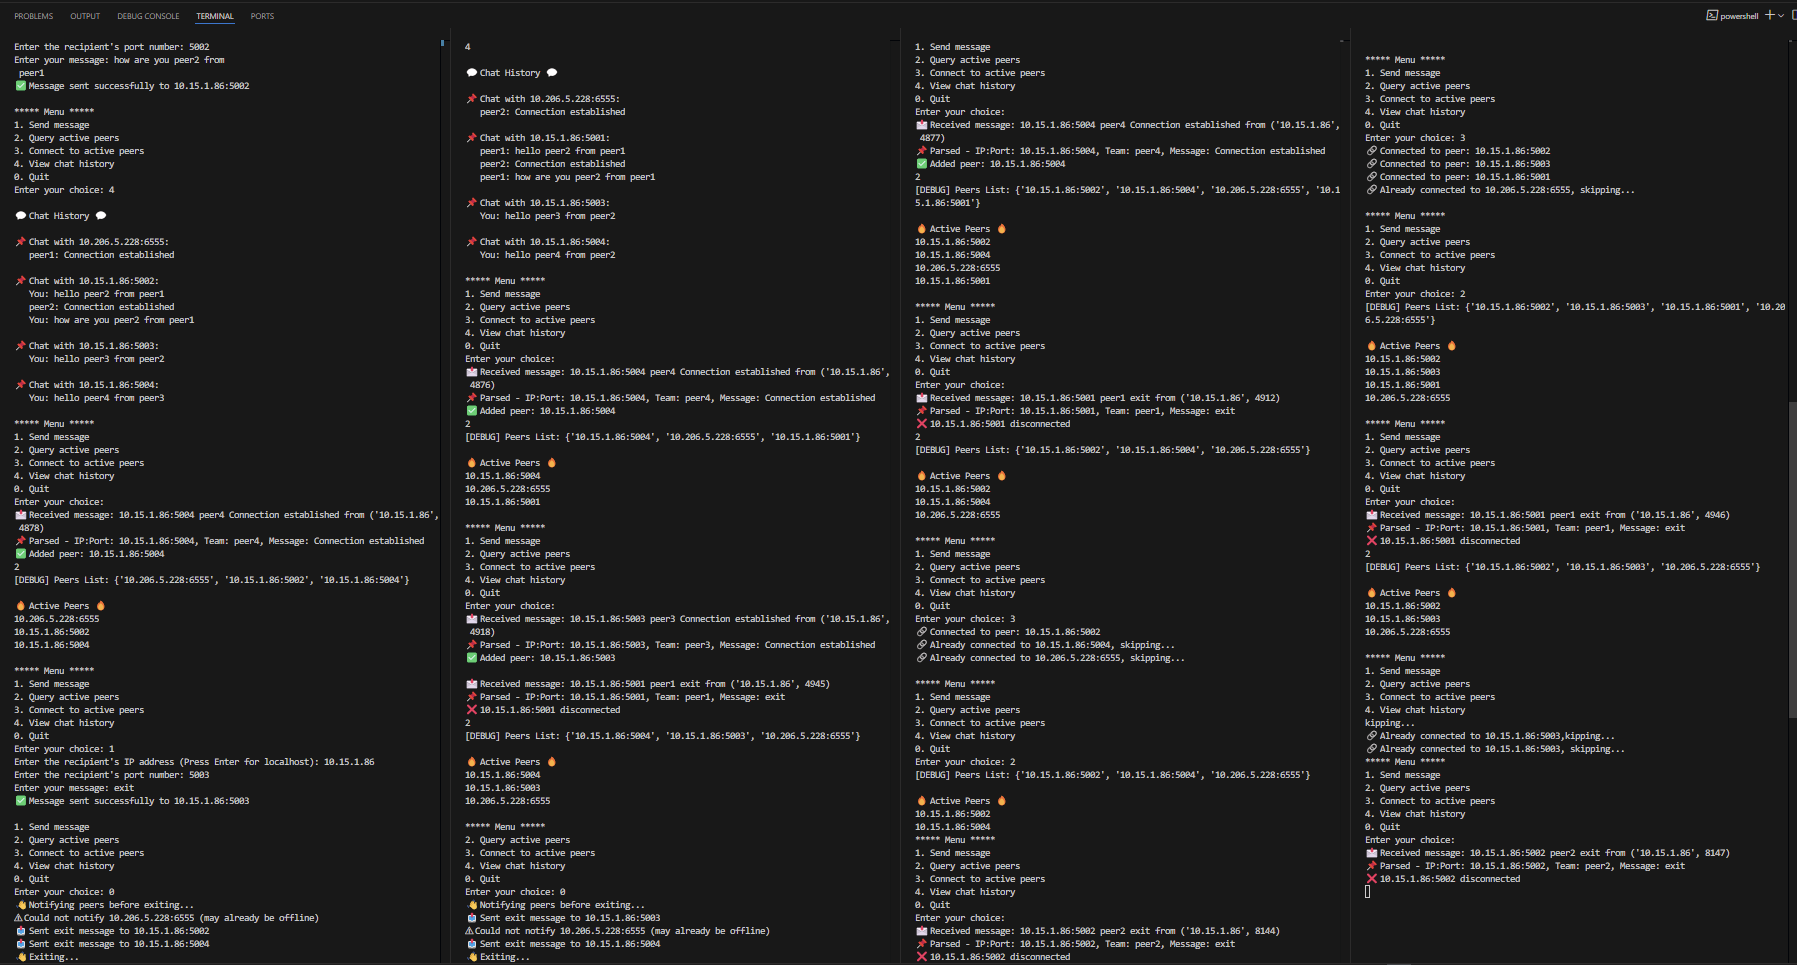 PROBLEMS OUTPUT DEBUG CONSOLE TERMINAL PORTS
powershell
Enter the recipient's port number: 5002
Enter your message: how are you peer2 from
peer1
✅ Message sent successfully to 10.15.1.86:5002
***** Menu *****
1. Send message
2. Query active peers
3. Connect to active peers
4. View chat history
0. Quit
Enter your choice: 4
💬 Chat History 💬
📌 Chat with 10.206.5.228:6555:
peer1: Connection established
📌 Chat with 10.15.1.86:5002:
You: hello peer2 from peer1
peer2: Connection established
You: how are you peer2 from peer1
📌 Chat with 10.15.1.86:5003:
You: hello peer3 from peer2
📌 Chat with 10.15.1.86:5004:
You: hello peer4 from peer3
***** Menu *****
1. Send message
2. Query active peers
3. Connect to active peers
4. View chat history
0. Quit
Enter your choice:
📩 Received message: 10.15.1.86:5004 peer4 Connection established from ('10.15.1.86',
4878)
📌 Parsed - IP:Port: 10.15.1.86:5004, Team: peer4, Message: Connection established
✅ Added peer: 10.15.1.86:5004
2
[DEBUG] Peers List: {'10.206.5.228:6555', '10.15.1.86:5002', '10.15.1.86:5004'}
🔥 Active Peers 🔥
10.206.5.228:6555
10.15.1.86:5002
10.15.1.86:5004
***** Menu *****
1. Send message
2. Query active peers
3. Connect to active peers
4. View chat history
0. Quit
Enter your choice: 1
Enter the recipient's IP address (Press Enter for localhost): 10.15.1.86
Enter the recipient's port number: 5003
Enter your message: exit
✅ Message sent successfully to 10.15.1.86:5003
1. Send message
2. Query active peers
3. Connect to active peers
4. View chat history
0. Quit
Enter your choice: 0
👋 Notifying peers before exiting...
⚠Could not notify 10.206.5.228:6555 (may already be offline)
📤 Sent exit message to 10.15.1.86:5002
📤 Sent exit message to 10.15.1.86:5004
👋 Exiting...
4
💬 Chat History 💬
📌 Chat with 10.206.5.228:6555:
peer2: Connection established
📌 Chat with 10.15.1.86:5001:
peer1: hello peer2 from peer1
peer2: Connection established
peer1: how are you peer2 from peer1
📌 Chat with 10.15.1.86:5003:
You: hello peer3 from peer2
📌 Chat with 10.15.1.86:5004:
You: hello peer4 from peer2
***** Menu *****
1. Send message
2. Query active peers
3. Connect to active peers
4. View chat history
0. Quit
Enter your choice:
📩 Received message: 10.15.1.86:5004 peer4 Connection established from ('10.15.1.86',
4876)
📌 Parsed - IP:Port: 10.15.1.86:5004, Team: peer4, Message: Connection established
✅ Added peer: 10.15.1.86:5004
2
[DEBUG] Peers List: {'10.15.1.86:5004', '10.206.5.228:6555', '10.15.1.86:5001'}
🔥 Active Peers 🔥
10.15.1.86:5004
10.206.5.228:6555
10.15.1.86:5001
***** Menu *****
1. Send message
2. Query active peers
3. Connect to active peers
4. View chat history
0. Quit
Enter your choice:
📩 Received message: 10.15.1.86:5003 peer3 Connection established from ('10.15.1.86',
4918)
📌 Parsed - IP:Port: 10.15.1.86:5003, Team: peer3, Message: Connection established
✅ Added peer: 10.15.1.86:5003
📩 Received message: 10.15.1.86:5001 peer1 exit from ('10.15.1.86', 4945)
📌 Parsed - IP:Port: 10.15.1.86:5001, Team: peer1, Message: exit
❌ 10.15.1.86:5001 disconnected
2
[DEBUG] Peers List: {'10.15.1.86:5004', '10.15.1.86:5003', '10.206.5.228:6555'}
🔥 Active Peers 🔥
10.15.1.86:5004
10.15.1.86:5003
10.206.5.228:6555
***** Menu *****
2. Query active peers
3. Connect to active peers
4. View chat history
0. Quit
Enter your choice: 0
👋 Notifying peers before exiting...
📤 Sent exit message to 10.15.1.86:5003
⚠Could not notify 10.206.5.228:6555 (may already be offline)
📤 Sent exit message to 10.15.1.86:5004
👋 Exiting...
1. Send message
2. Query active peers
3. Connect to active peers
4. View chat history
0. Quit
Enter your choice:
📩 Received message: 10.15.1.86:5004 peer4 Connection established from ('10.15.1.86',
4877)
📌 Parsed - IP:Port: 10.15.1.86:5004, Team: peer4, Message: Connection established
✅ Added peer: 10.15.1.86:5004
2
[DEBUG] Peers List: {'10.15.1.86:5002', '10.15.1.86:5004', '10.206.5.228:6555', '10.1
5.1.86:5001'}
🔥 Active Peers 🔥
10.15.1.86:5002
10.15.1.86:5004
10.206.5.228:6555
10.15.1.86:5001
***** Menu *****
1. Send message
2. Query active peers
3. Connect to active peers
4. View chat history
0. Quit
Enter your choice:
📩 Received message: 10.15.1.86:5001 peer1 exit from ('10.15.1.86', 4912)
📌 Parsed - IP:Port: 10.15.1.86:5001, Team: peer1, Message: exit
❌ 10.15.1.86:5001 disconnected
2
[DEBUG] Peers List: {'10.15.1.86:5002', '10.15.1.86:5004', '10.206.5.228:6555'}
🔥 Active Peers 🔥
10.15.1.86:5002
10.15.1.86:5004
10.206.5.228:6555
***** Menu *****
1. Send message
2. Query active peers
3. Connect to active peers
4. View chat history
0. Quit
Enter your choice: 3
🔗 Connected to peer: 10.15.1.86:5002
🔗 Already connected to 10.15.1.86:5004, skipping...
🔗 Already connected to 10.206.5.228:6555, skipping...
***** Menu *****
1. Send message
2. Query active peers
3. Connect to active peers
4. View chat history
0. Quit
Enter your choice: 2
[DEBUG] Peers List: {'10.15.1.86:5002', '10.15.1.86:5004', '10.206.5.228:6555'}
🔥 Active Peers 🔥
10.15.1.86:5002
10.15.1.86:5004
***** Menu *****
1. Send message
2. Query active peers
3. Connect to active peers
4. View chat history
0. Quit
Enter your choice:
📩 Received message: 10.15.1.86:5002 peer2 exit from ('10.15.1.86', 8144)
📌 Parsed - IP:Port: 10.15.1.86:5002, Team: peer2, Message: exit
❌ 10.15.1.86:5002 disconnected
***** Menu *****
1. Send message
2. Query active peers
3. Connect to active peers
4. View chat history
0. Quit
Enter your choice: 3
🔗 Connected to peer: 10.15.1.86:5002
🔗 Connected to peer: 10.15.1.86:5003
🔗 Connected to peer: 10.15.1.86:5001
🔗 Already connected to 10.206.5.228:6555, skipping...
***** Menu *****
1. Send message
2. Query active peers
3. Connect to active peers
4. View chat history
0. Quit
Enter your choice: 2
[DEBUG] Peers List: {'10.15.1.86:5002', '10.15.1.86:5003', '10.15.1.86:5001', '10.20
6.5.228:6555'}
🔥 Active Peers 🔥
10.15.1.86:5002
10.15.1.86:5003
10.15.1.86:5001
10.206.5.228:6555
***** Menu *****
1. Send message
2. Query active peers
3. Connect to active peers
4. View chat history
0. Quit
Enter your choice:
📩 Received message: 10.15.1.86:5001 peer1 exit from ('10.15.1.86', 4946)
📌 Parsed - IP:Port: 10.15.1.86:5001, Team: peer1, Message: exit
❌ 10.15.1.86:5001 disconnected
2
[DEBUG] Peers List: {'10.15.1.86:5002', '10.15.1.86:5003', '10.206.5.228:6555'}
🔥 Active Peers 🔥
10.15.1.86:5002
10.15.1.86:5003
10.206.5.228:6555
***** Menu *****
1. Send message
2. Query active peers
3. Connect to active peers
4. View chat history
kipping...
🔗 Already connected to 10.15.1.86:5003,kipping...
🔗 Already connected to 10.15.1.86:5003, skipping...
***** Menu *****
1. Send message
2. Query active peers
3. Connect to active peers
4. View chat history
0. Quit
Enter your choice:
📩 Received message: 10.15.1.86:5002 peer2 exit from ('10.15.1.86', 8147)
📌 Parsed - IP:Port: 10.15.1.86:5002, Team: peer2, Message: exit
❌ 10.15.1.86:5002 disconnected